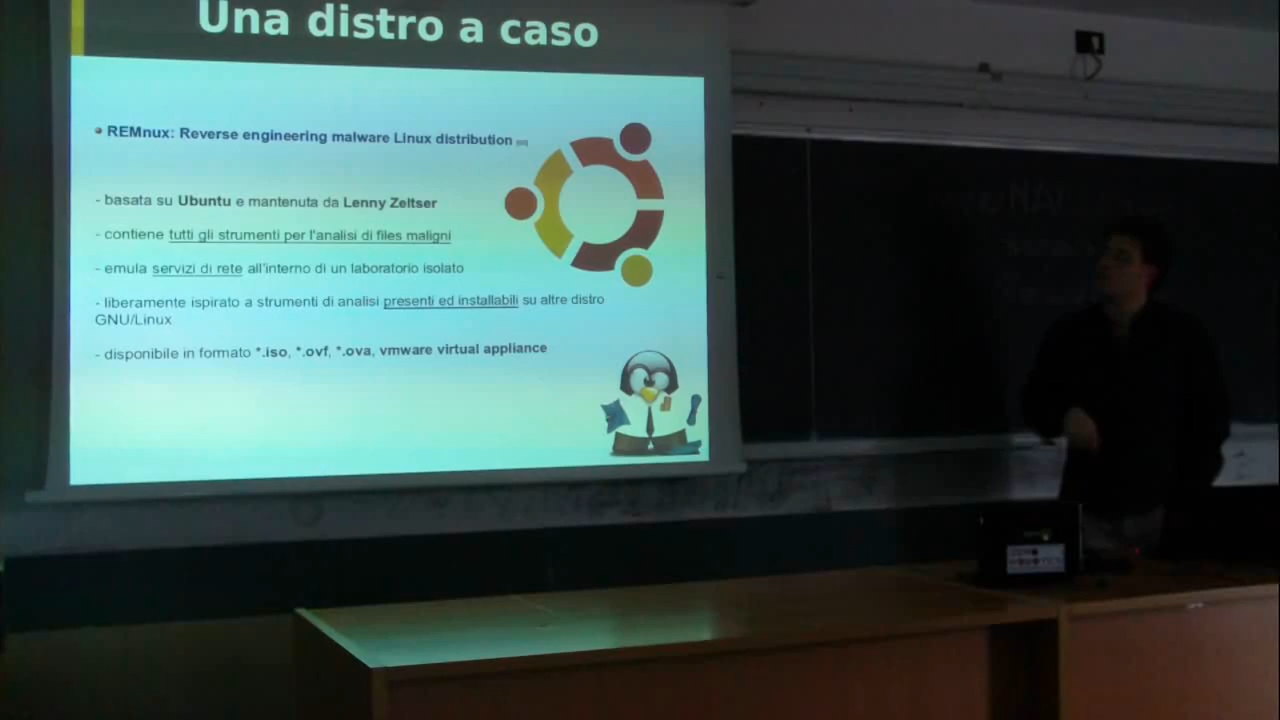 Una distro a caso
REMnux: Reverse engineering malware Linux distribution
- basata su Ubuntu e mantenuta da Lenny Zeltser
- contiene tutti gli strumenti per l'analisi di files maligni
- emula servizi di rete all'interno di un laboratorio isolato
- liberamente ispirato a strumenti di analisi presenti ed installabili su altre distro
GNU/Linux
- disponibile in formato *.iso, *.ovf, *.ova, vmware virtual appliance